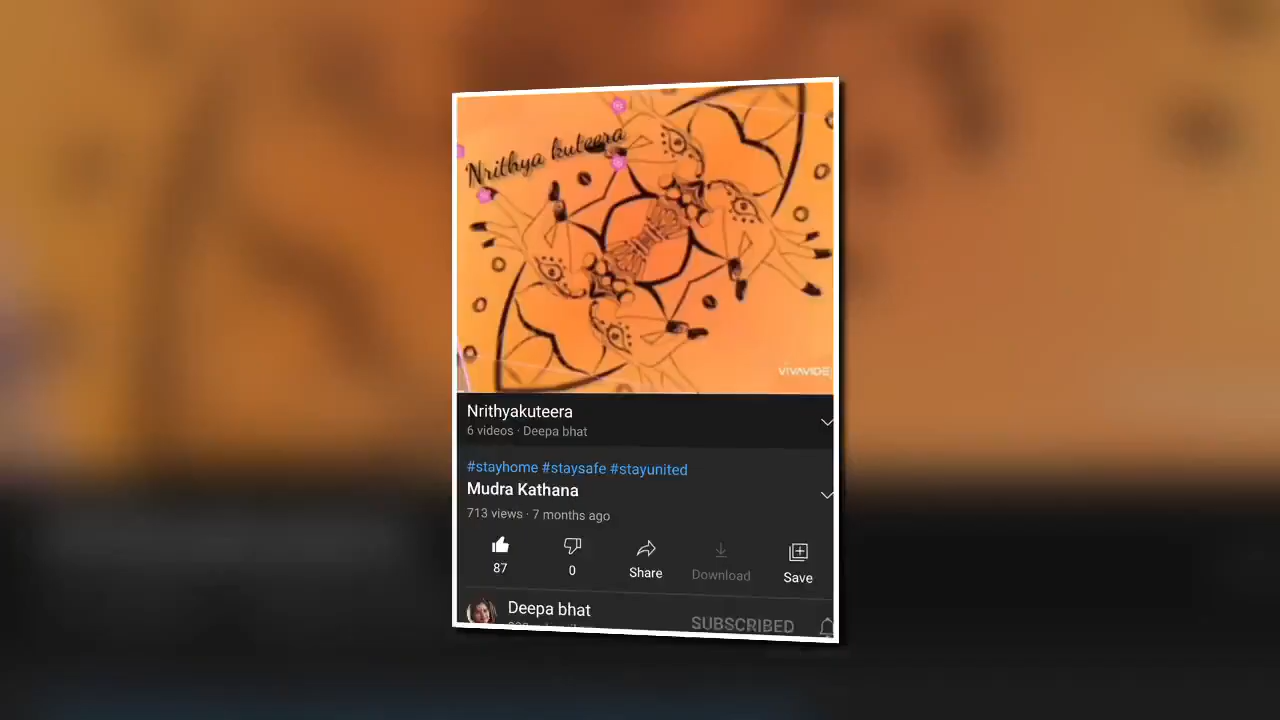 Nrithya kuteera
VIVAVIDE
Nrithyakuteera
6 videos · Deepa bhat
#stayhome #staysafe #stayunited
Mudra Kathana
713 views · 7 months ago
87
0
Share
Download
Save
Deepa bhat
SUBSCRIBED